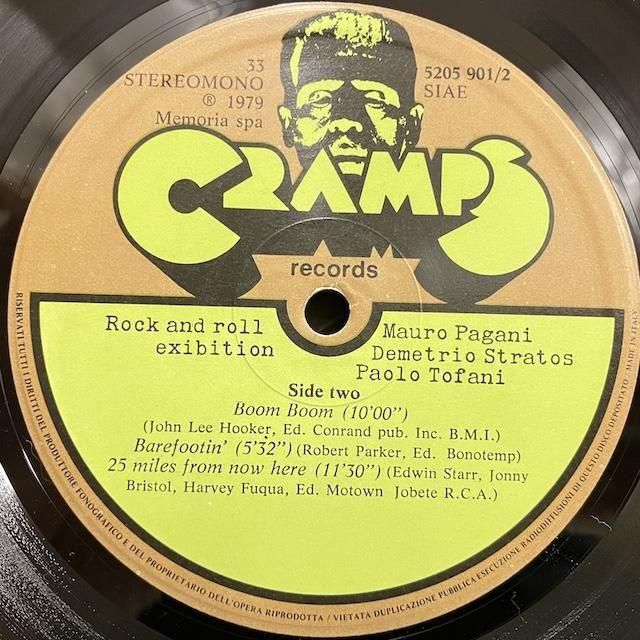 33
STEREOMONO
℗ 1979
Memoria spa
5205 901/2
SIAE
CRAMPS
records
Rock and roll
exibition
Mauro Pagani
Demetrio Stratos
Paolo Tofani
Side two
Boom Boom (10'00")
(John Lee Hooker, Ed. Conrand pub. Inc. B.M.I.)
Barefootin' (5'32") (Robert Parker, Ed. Bonotemp)
25 miles from now here (11'30") (Edwin Starr, Jonny
Bristol, Harvey Fuqua, Ed. Motown Jobete R.C.A.)
RISERVATI TUTTI I DIRITTI DEL PRODUTTORE FONOGRAFICO E DEL PROPRIETARIO DELL'OPERA RIPRODOTTA / VIETATA DUPLICAZIONE PUBBLICA ESECUZIONE RADIODIFFUSIONI DI QUESTO DISCO DEPOSITATO - MADE IN ITALY